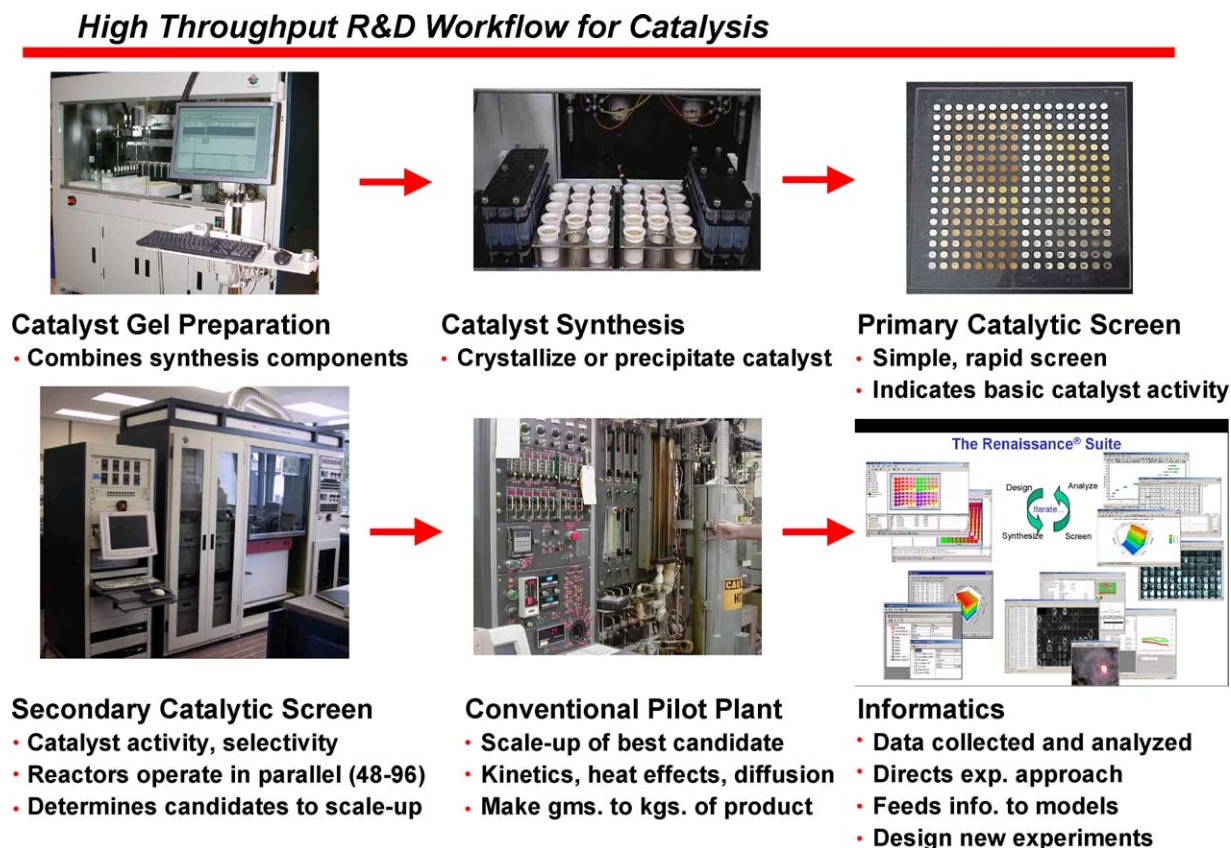 High Throughput R&D Workflow for Catalysis
Catalyst Gel Preparation
• Combines synthesis components
Catalyst Synthesis
• Crystallize or precipitate catalyst
Primary Catalytic Screen
• Simple, rapid screen
• Indicates basic catalyst activity
The Renaissance® Suite
Design
Analyze
Iterate...
Synthesize
Screen
Secondary Catalytic Screen
• Catalyst activity, selectivity
• Reactors operate in parallel (48-96)
• Determines candidates to scale-up
Conventional Pilot Plant
• Scale-up of best candidate
• Kinetics, heat effects, diffusion
• Make gms. to kgs. of product
Informatics
• Data collected and analyzed
• Directs exp. approach
• Feeds info. to models
• Design new experiments